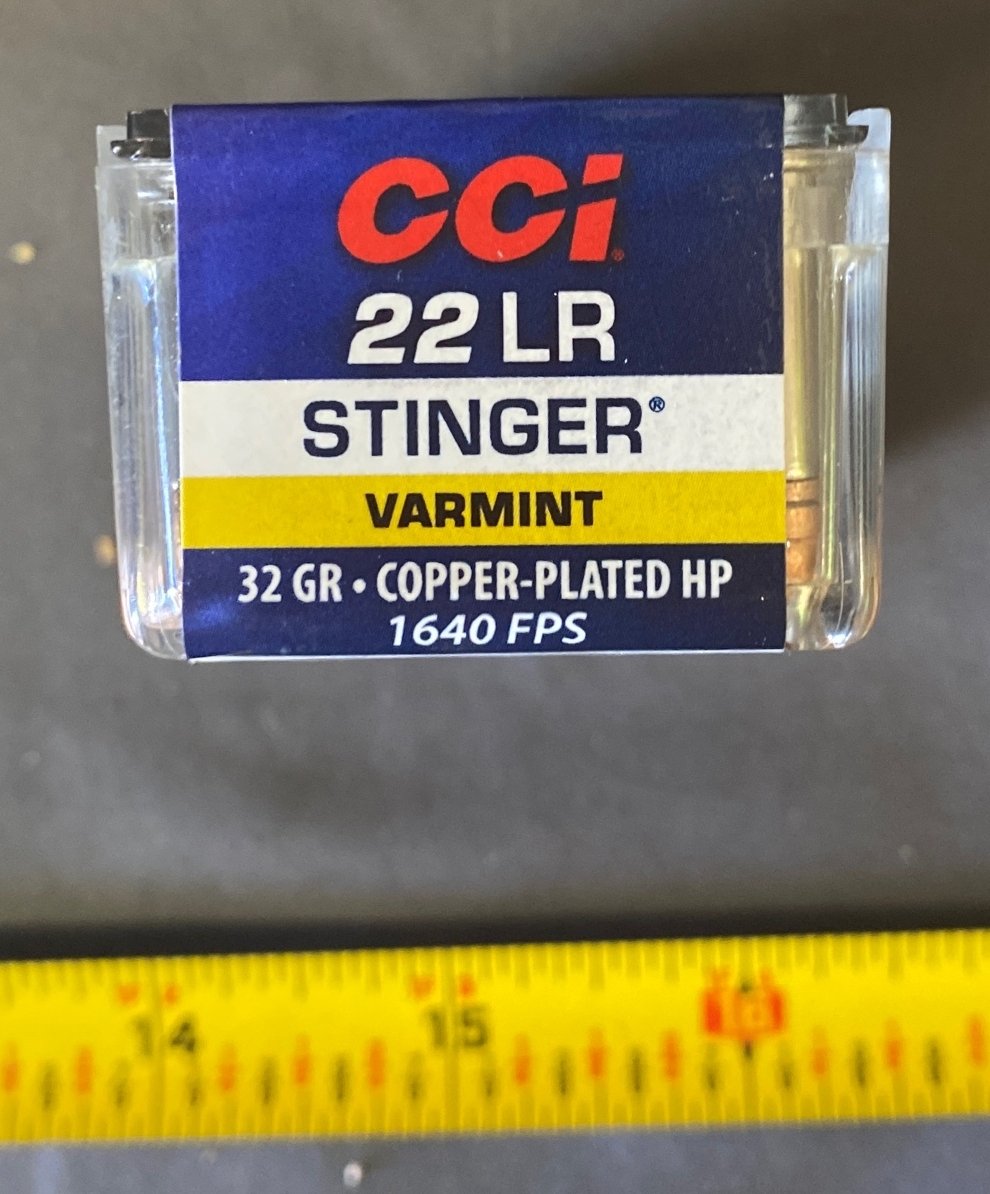 CCI®
22 LR
STINGER®
VARMINT
32 GR • COPPER-PLATED HP
1640 FPS
14 15 16